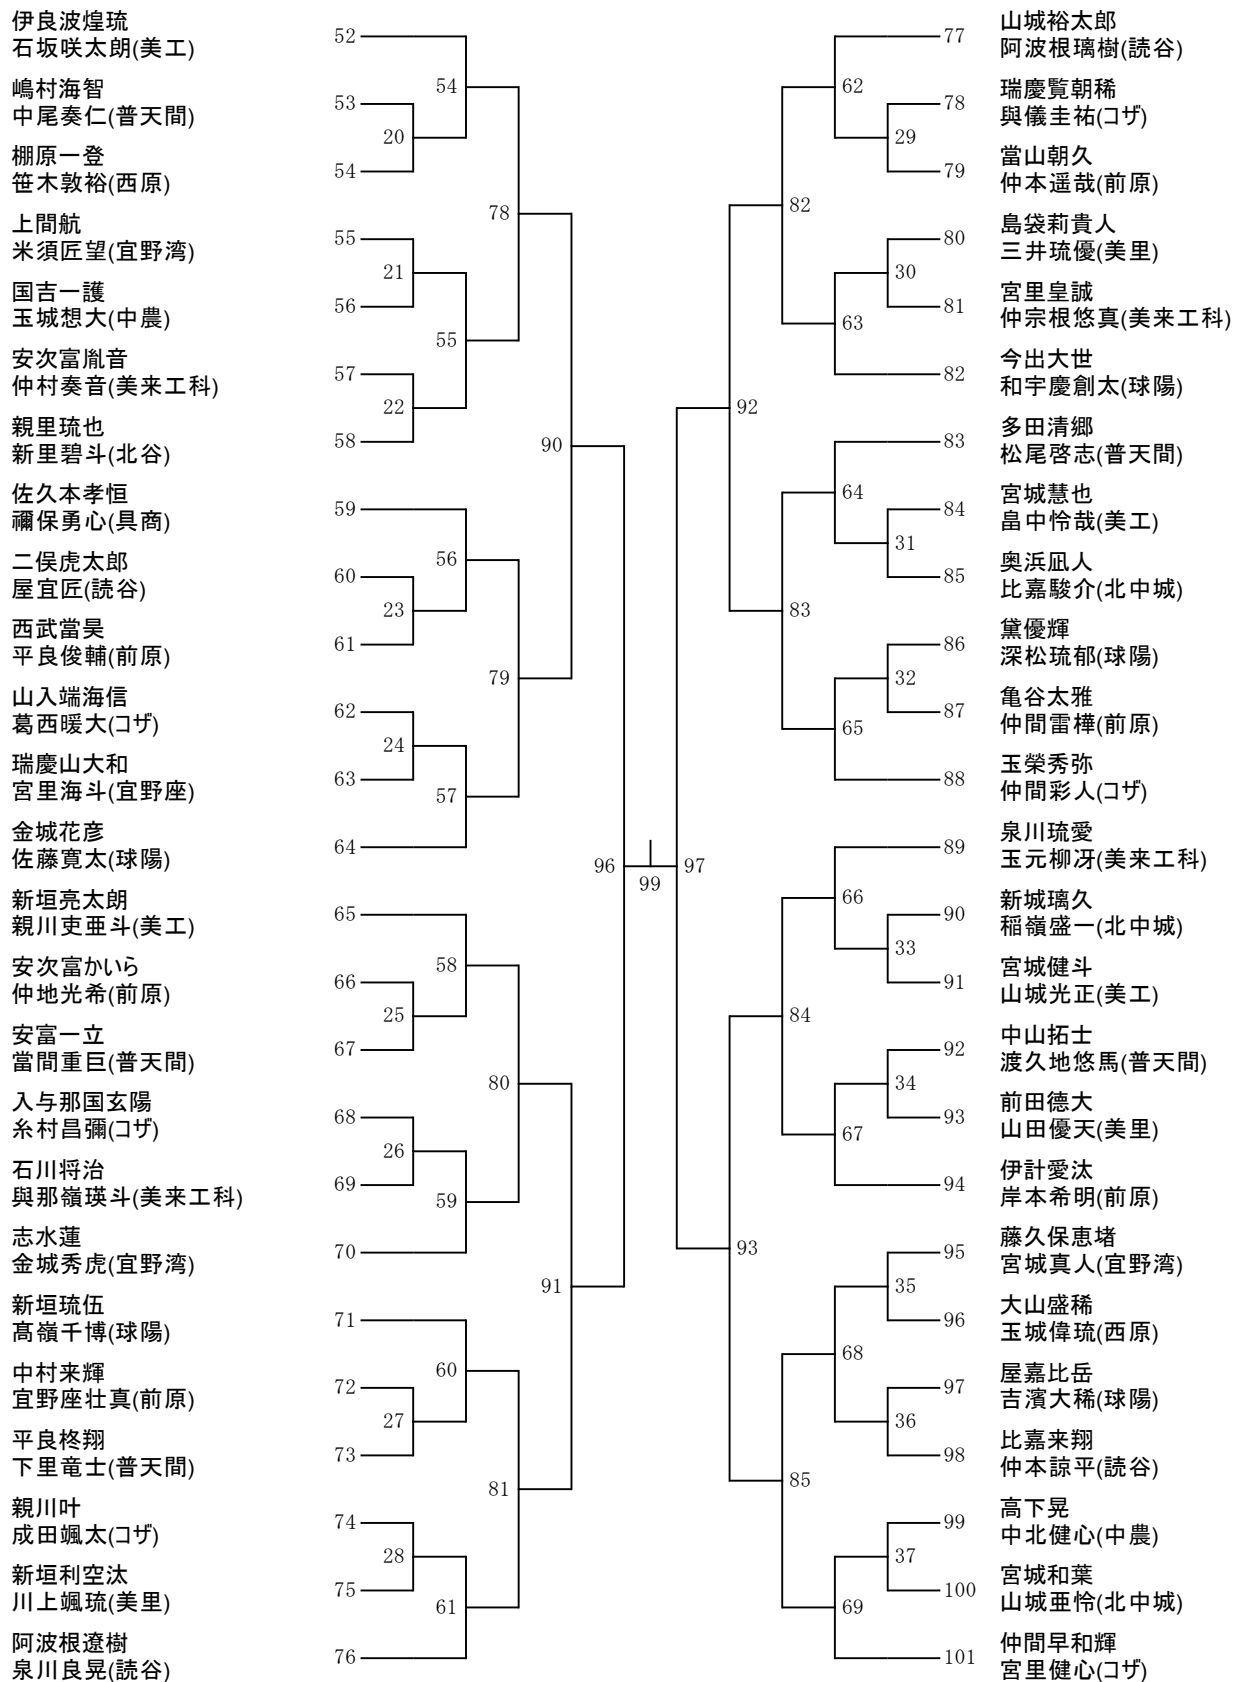 伊良波煌琉
石坂咲太朗(美工)
52
嶋村海智
中尾奏仁(普天間)
53
棚原一登
笹木敦裕(西原)
54
上間航
米須匠望(宜野湾)
55
国吉一護
玉城想大(中農)
56
安次富胤音
仲村奏音(美来工科)
57
親里琉也
新里碧斗(北谷)
58
佐久本孝恒
禰保勇心(具商)
59
二俣虎太郎
屋宜匠(読谷)
60
西武當昊
平良俊輔(前原)
61
山入端海信
葛西暖大(コザ)
62
瑞慶山大和
宮里海斗(宜野座)
63
金城花彦
佐藤寛太(球陽)
64
新垣亮太朗
親川吏亜斗(美工)
65
安次富かいら
仲地光希(前原)
66
安富一立
當間重巨(普天間)
67
入与那国玄陽
糸村昌彌(コザ)
68
石川将治
與那嶺瑛斗(美来工科)
69
志水蓮
金城秀虎(宜野湾)
70
新垣琉伍
髙嶺千博(球陽)
71
中村来輝
宜野座壮真(前原)
72
平良柊翔
下里竜士(普天間)
73
親川叶
成田颯太(コザ)
74
新垣利空汰
川上颯琉(美里)
75
阿波根遼樹
泉川良晃(読谷)
76
20
21
22
23
24
25
26
27
28
54
55
56
57
58
59
60
61
78
79
80
81
90
91
96
99
97
92
93
82
83
84
85
62
63
64
65
66
67
68
69
29
30
31
32
33
34
35
36
37
77
山城裕太郎
阿波根璃樹(読谷)
78
瑞慶覧朝稀
與儀圭祐(コザ)
79
當山朝久
仲本遥哉(前原)
80
島袋莉貴人
三井琉優(美里)
81
宮里皇誠
仲宗根悠真(美来工科)
82
今出大世
和宇慶創太(球陽)
83
多田清郷
松尾啓志(普天間)
84
宮城慧也
畠中怜哉(美工)
85
奥浜凪人
比嘉駿介(北中城)
86
黛優輝
深松琉郁(球陽)
87
亀谷太雅
仲間雷樺(前原)
88
玉榮秀弥
仲間彩人(コザ)
89
泉川琉愛
玉元柳冴(美来工科)
90
新城璃久
稲嶺盛一(北中城)
91
宮城健斗
山城光正(美工)
92
中山拓士
渡久地悠馬(普天間)
93
前田德大
山田優天(美里)
94
伊計愛汰
岸本希明(前原)
95
藤久保恵堵
宮城真人(宜野湾)
96
大山盛稀
玉城偉琉(西原)
97
屋嘉比岳
吉濱大稀(球陽)
98
比嘉来翔
仲本諒平(読谷)
99
高下晃
中北健心(中農)
100
宮城和葉
山城亜怜(北中城)
101
仲間早和輝
宮里健心(コザ)